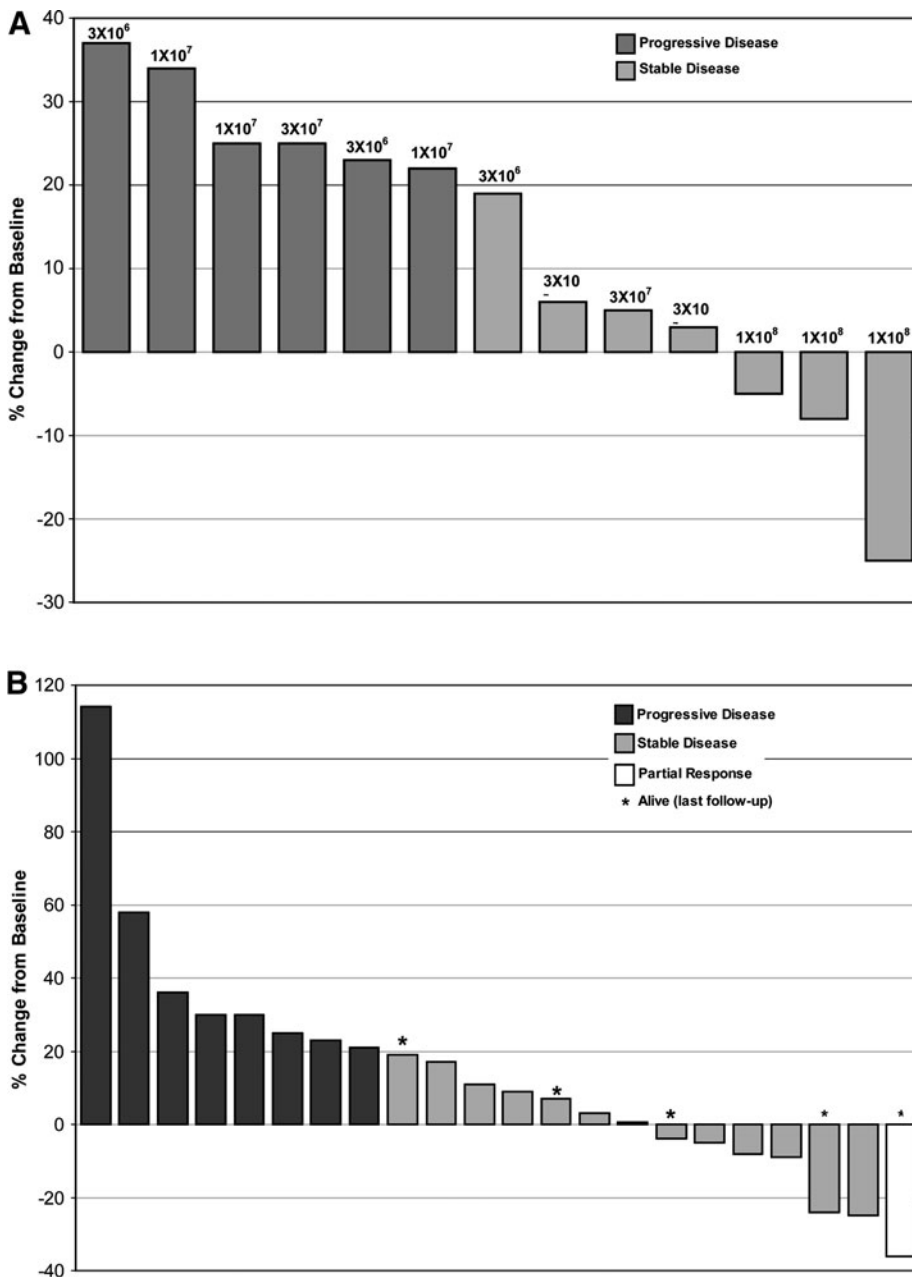 A
40
30
20
10
0
-10
-20
-30
% Change from Baseline
Progressive Disease
Stable Disease
3X10⁶
1X10⁷
1X10⁷
3X10⁷
3X10⁶
1X10⁷
3X10⁶
3X10
3X10⁷
3X10
1X10⁸
1X10⁸
1X10⁸
B
120
100
80
60
40
20
0
-20
-40
% Change from Baseline
Progressive Disease
Stable Disease
Partial Response
* Alive (last follow-up)
*
*
*
*
*